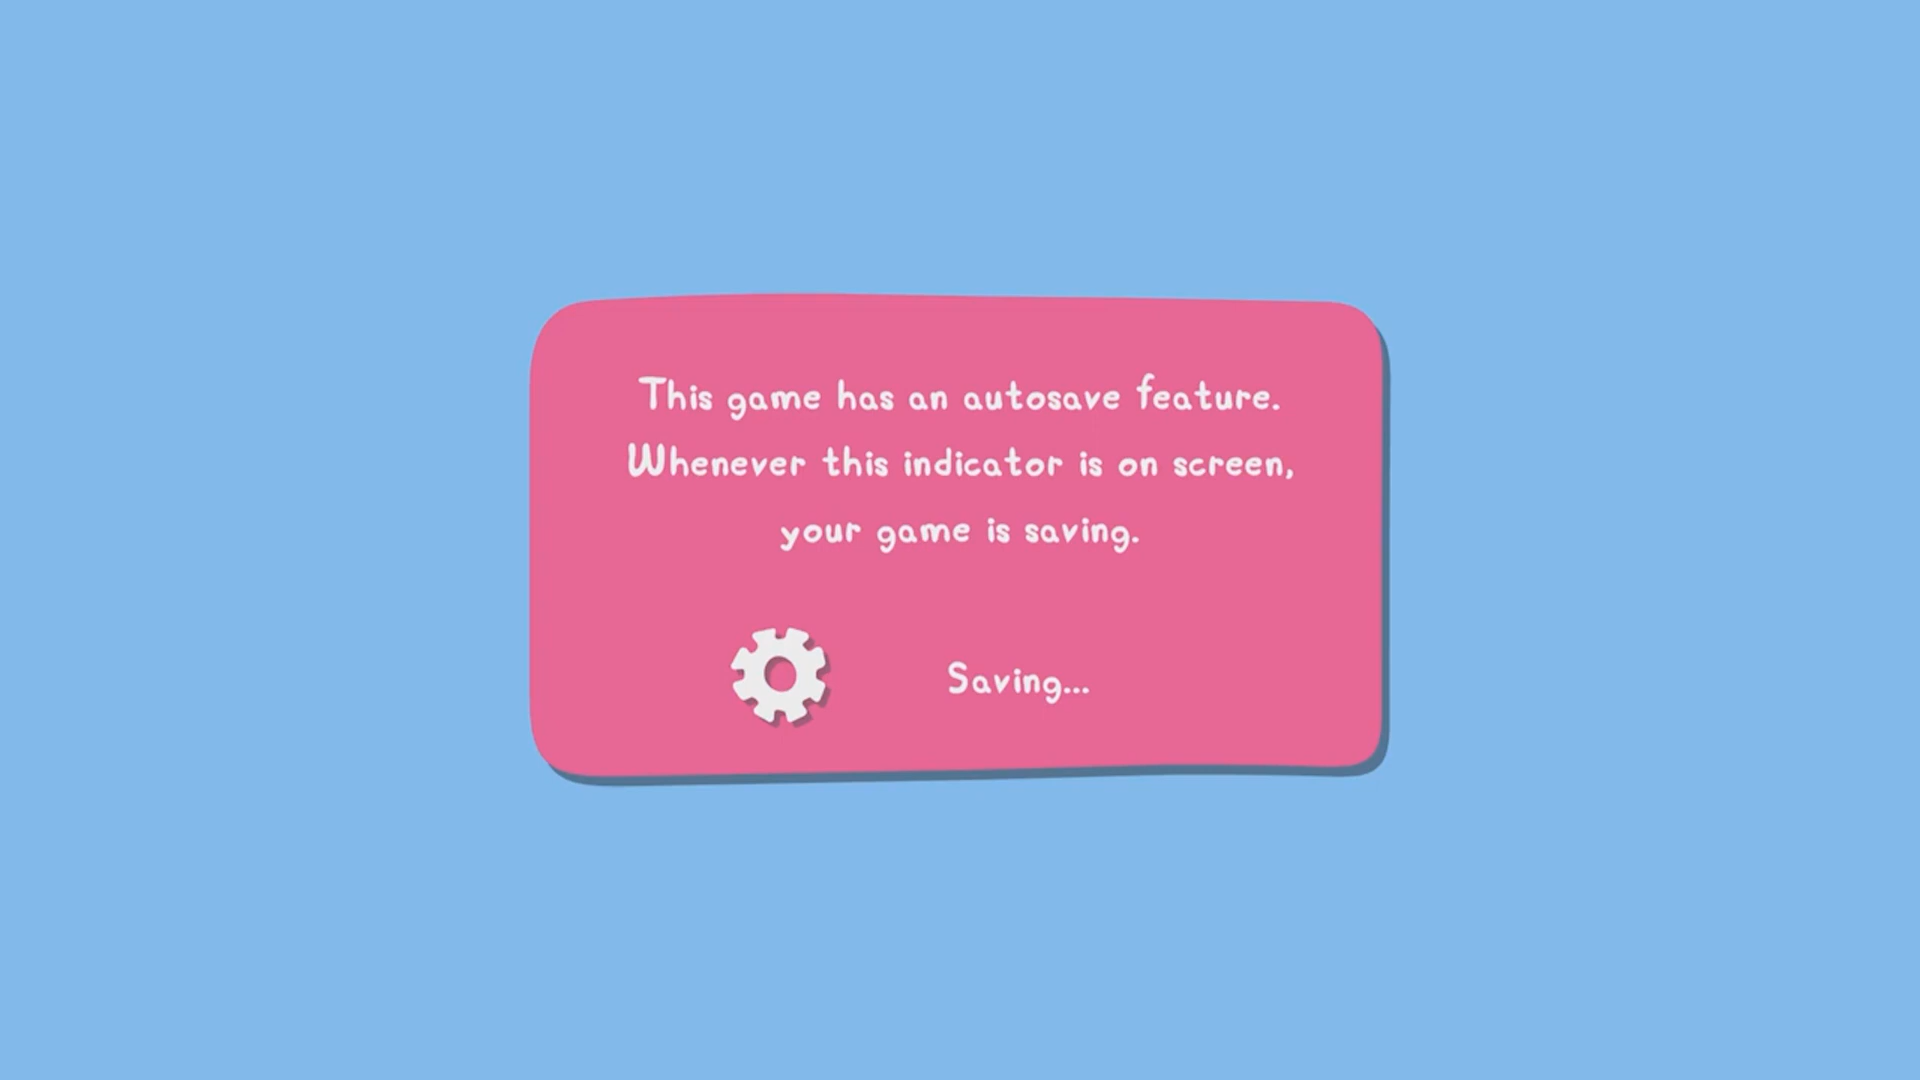 This game has an autosave feature.
Whenever this indicator is on screen,
your game is saving.
Saving...